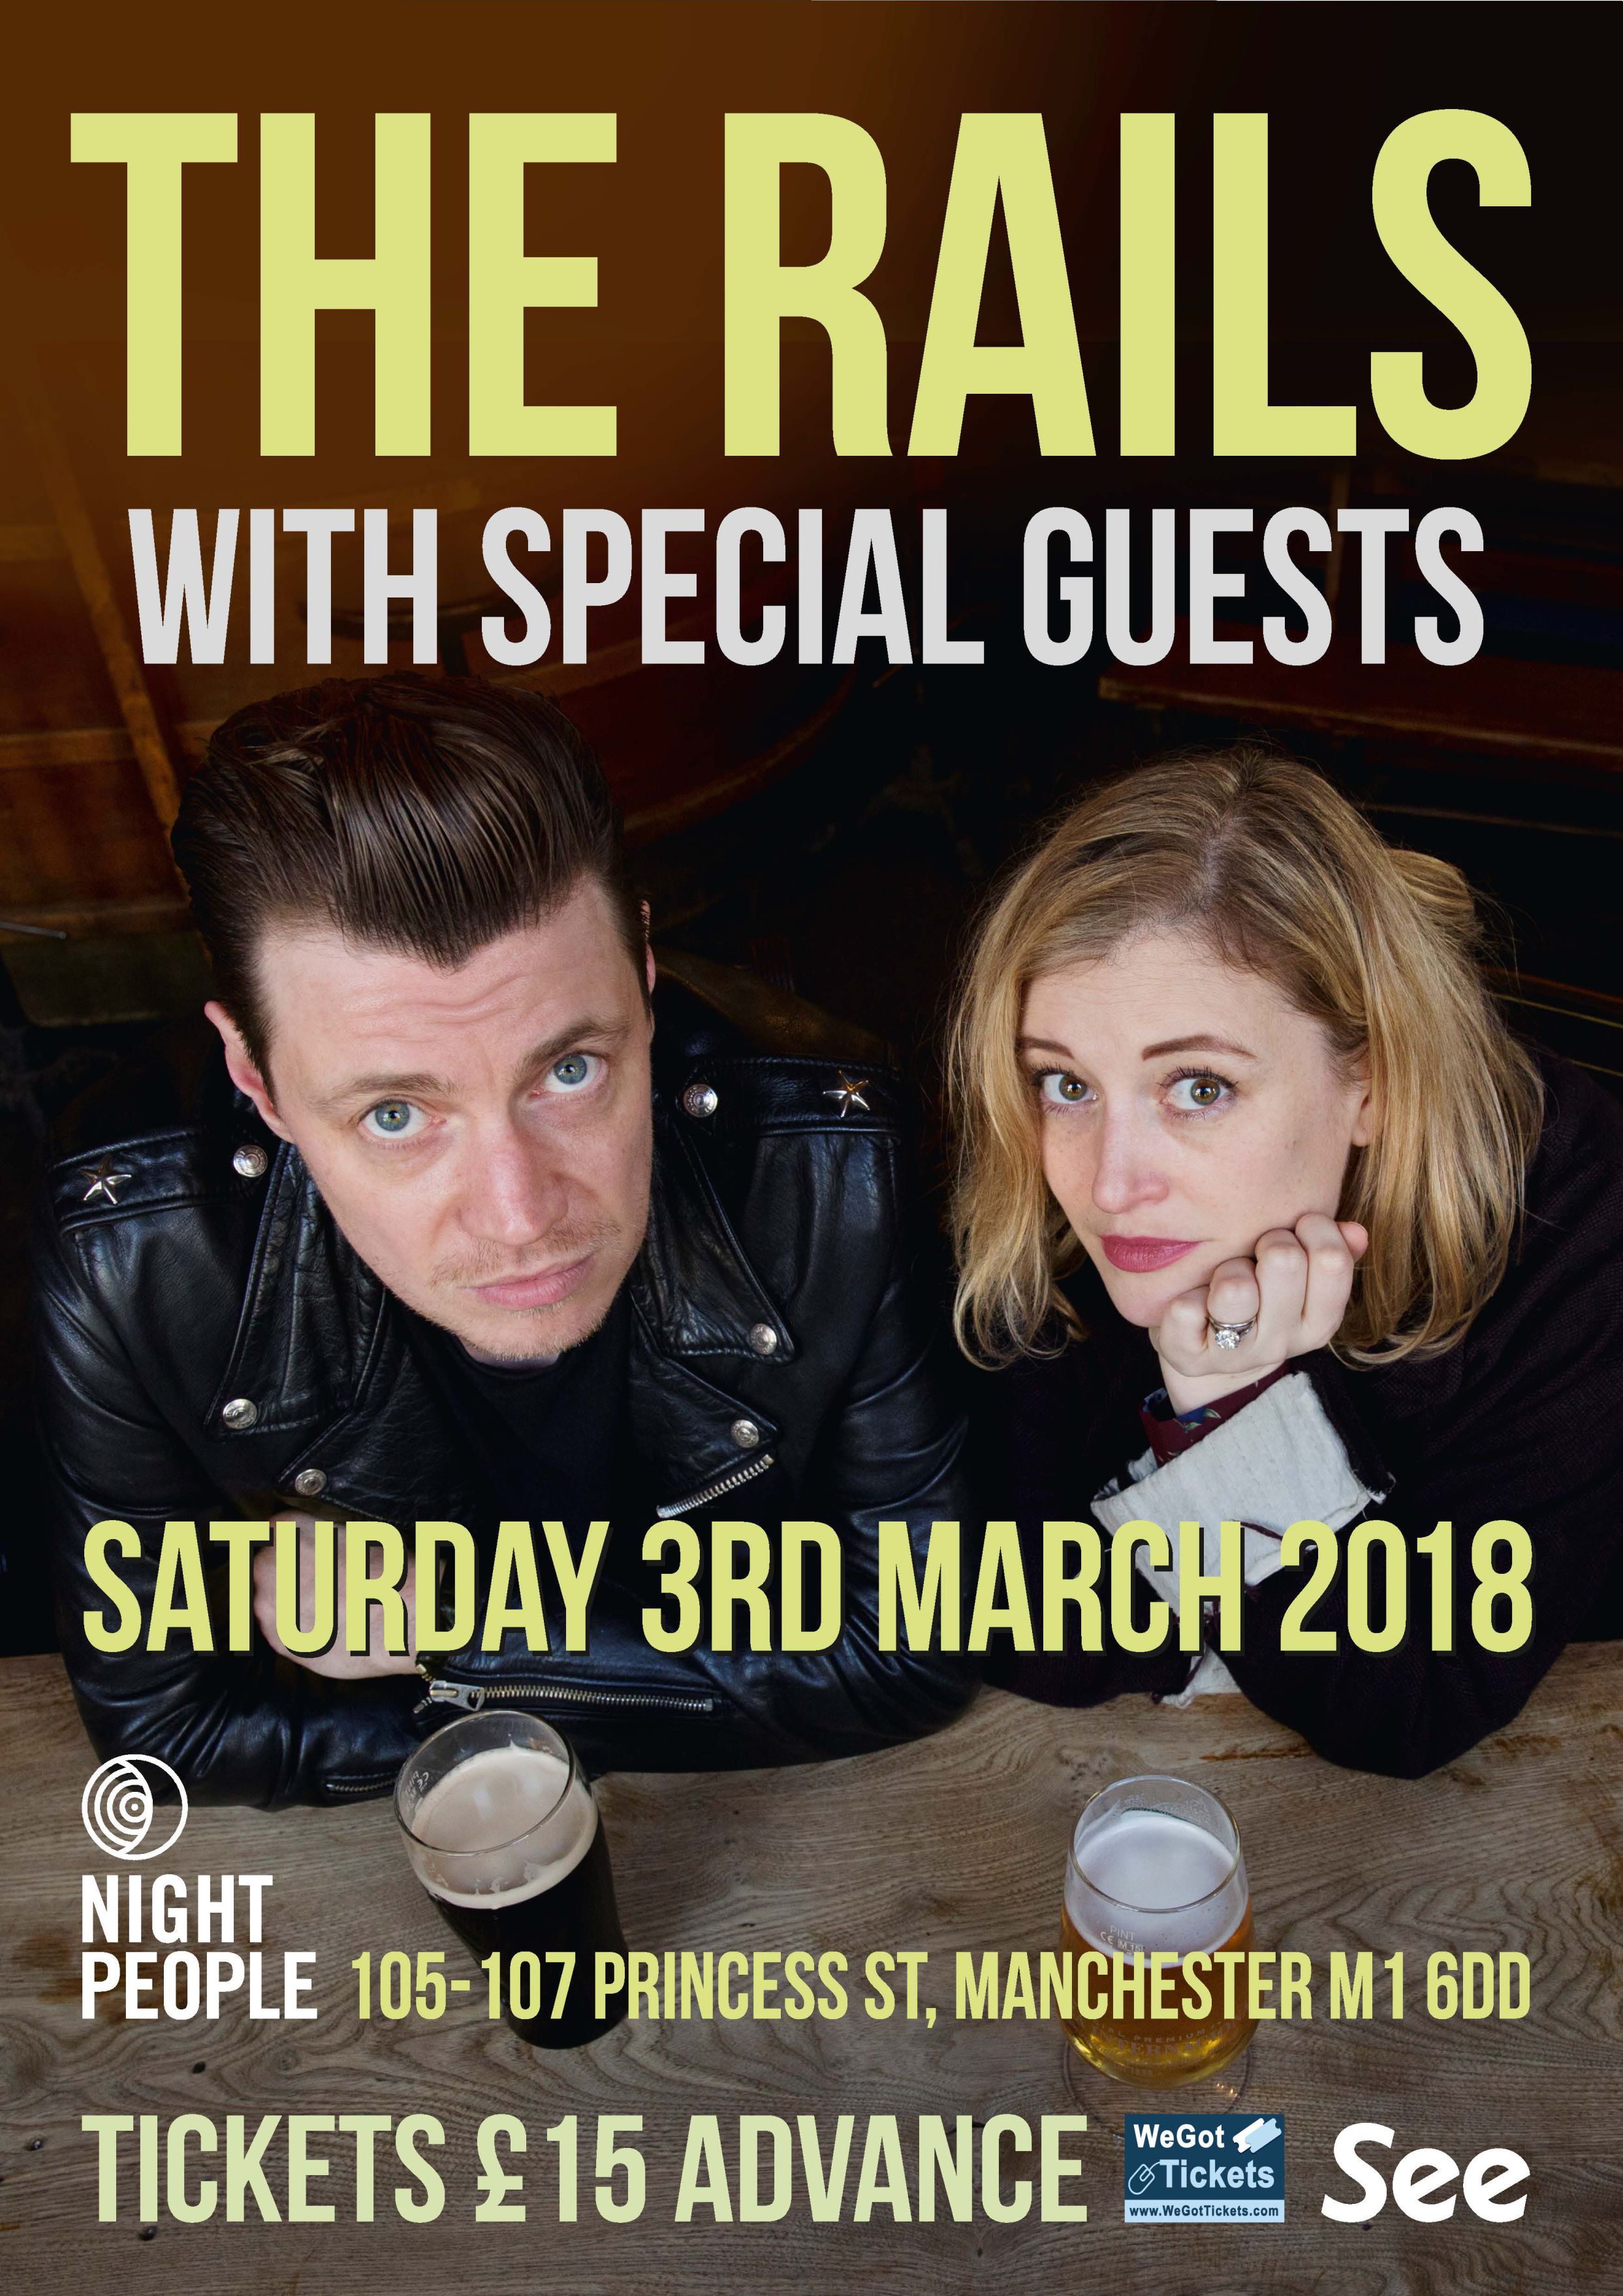 THE RAILS
WITH SPECIAL GUESTS
SATURDAY 3RD MARCH 2018
NIGHT
PEOPLE
105-107 PRINCESS ST, MANCHESTER M1 6DD
TICKETS £15 ADVANCE
WeGot
Tickets
www.WeGotTickets.com
See
PINT